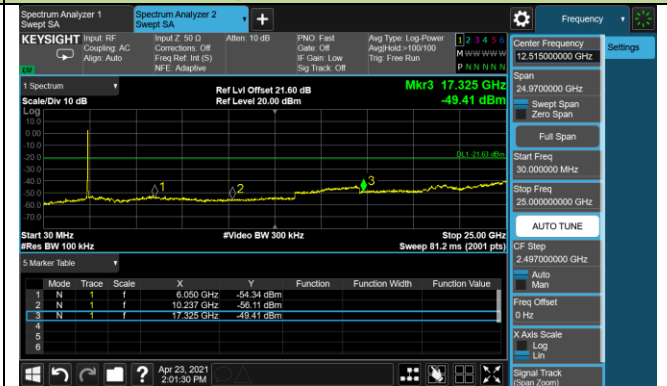 Spectrum Analyzer 1
Swept SA
Spectrum Analyzer 2
Swept SA
Frequency
KEYSIGHT
Input: RF
Coupling: AC
Align: Auto
Input Z: 50 Ω
Corrections: Off
Freq Ref: Int (S)
NFE: Adaptive
Atten: 10 dB
PNO: Fast
Gate: Off
IF Gain: Low
Sig Track: Off
Avg Type: Log-Power
Avg|Hold:>100/100
Trig: Free Run
1 2 3 4 5 6
M W W W W W
P N N N N N
LXI
1 Spectrum
Scale/Div 10 dB
Ref Lvl Offset 21.60 dB
Ref Level 20.00 dBm
Mkr3 17.325 GHz
-49.41 dBm
Log
10.0
0.00
-10.0
-20.0
-30.0
-40.0
-50.0
-60.0
-70.0
DL1 -21.63 dBm
1
2
3
Start 30 MHz
#Res BW 100 kHz
#Video BW 300 kHz
Stop 25.00 GHz
Sweep 81.2 ms (2001 pts)
5 Marker Table
Mode Trace Scale X Y Function Function Width Function Value
1 N 1 f 6.050 GHz -54.34 dBm
2 N 1 f 10.237 GHz -56.11 dBm
3 N 1 f 17.325 GHz -49.41 dBm
4
5
6
Apr 23, 2021
2:01:30 PM
Center Frequency
12.515000000 GHz
Settings
Span
24.9700000 GHz
Swept Span
Zero Span
Full Span
Start Freq
30.000000 MHz
Stop Freq
25.000000000 GHz
AUTO TUNE
CF Step
2.497000000 GHz
Auto
Man
Freq Offset
0 Hz
X Axis Scale
Log
Lin
Signal Track
(Span Zoom)